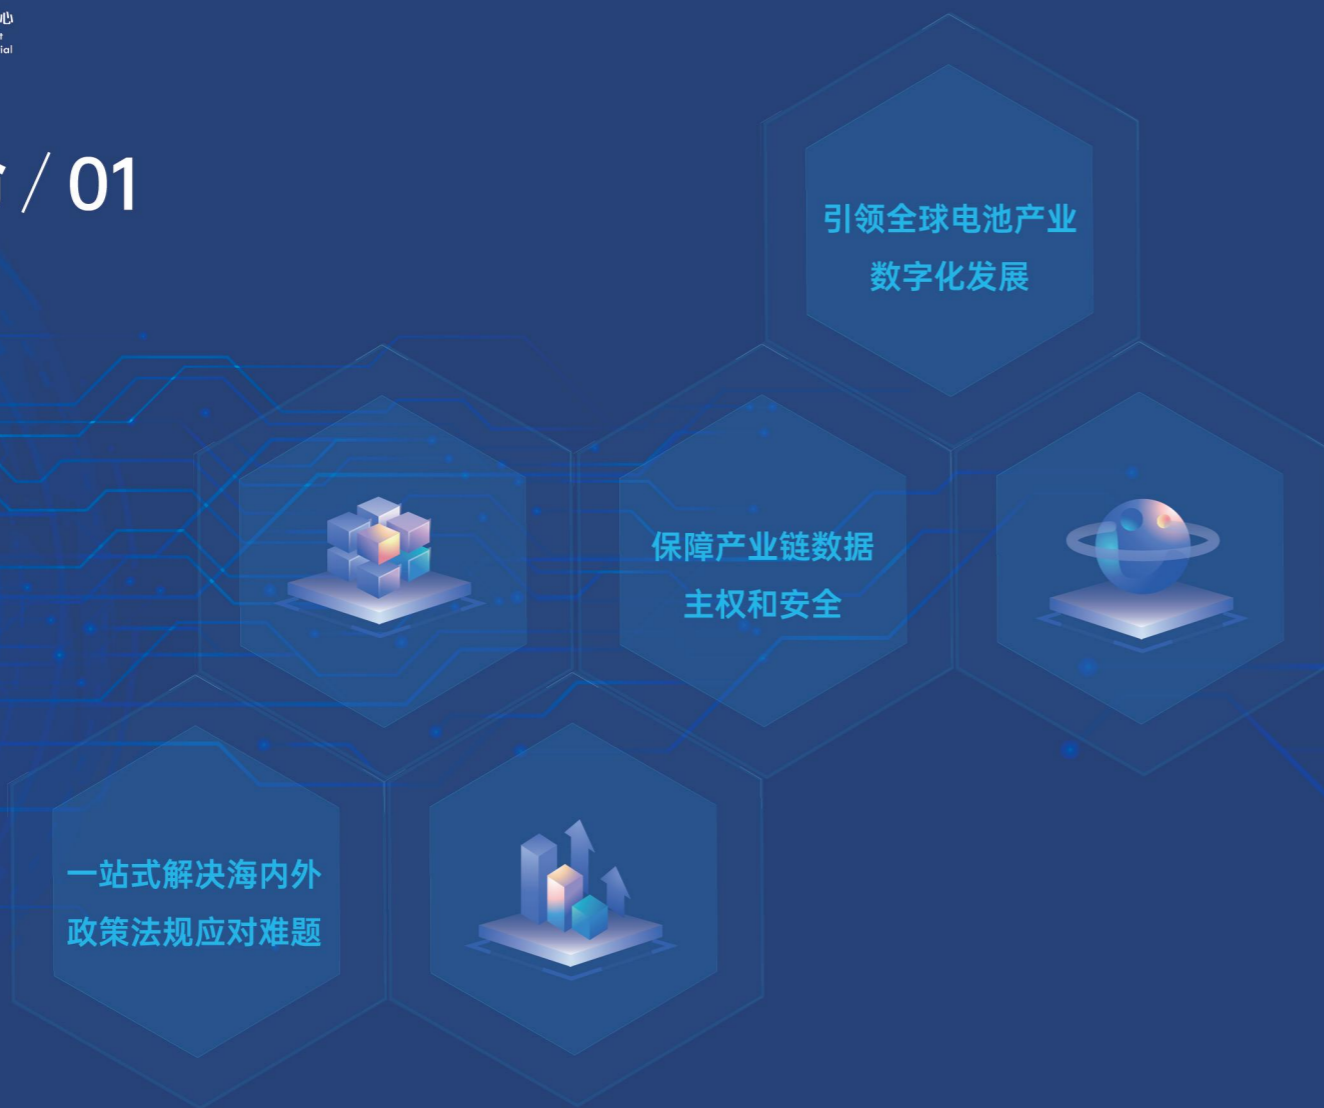 心
/ 01
引领全球电池产业
数字化发展
保障产业链数据
主权和安全
一站式解决海内外
政策法规应对难题